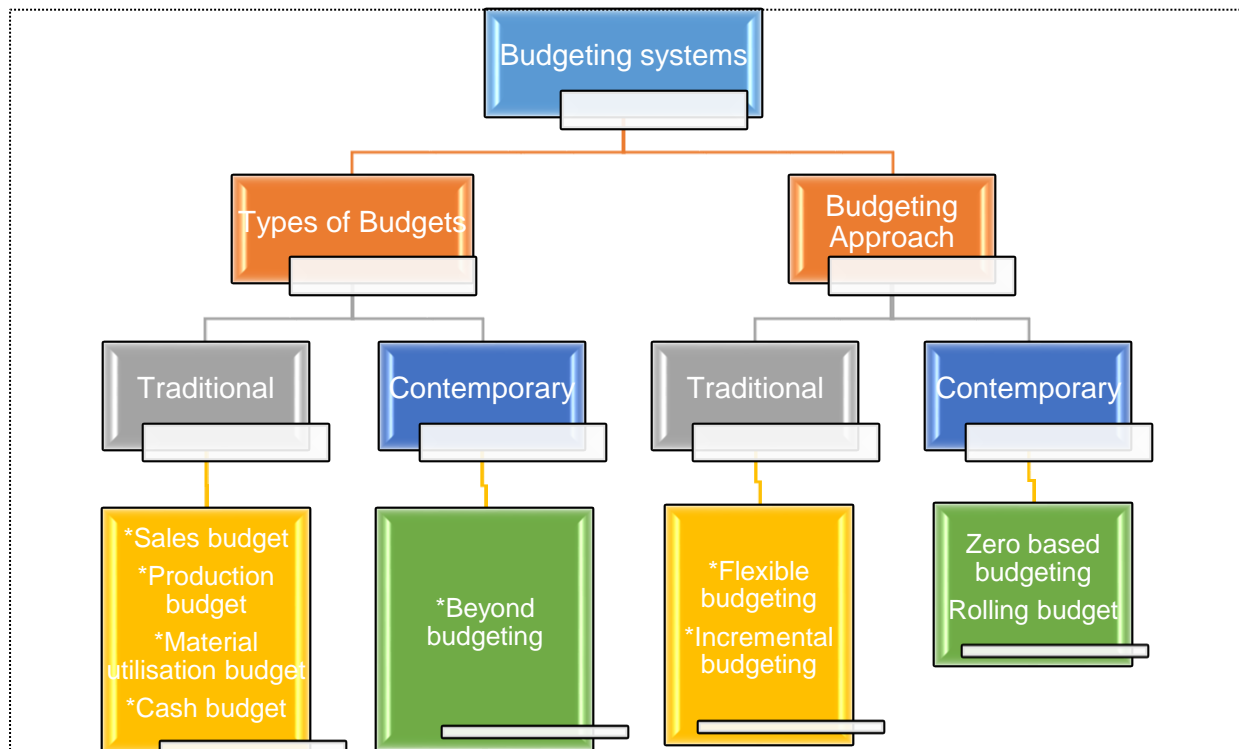 Budgeting systems
Types of Budgets
Budgeting
Approach
Traditional
Contemporary
Traditional
Contemporary
*Sales budget
*Production
budget
*Material
utilisation budget
*Cash budget
*Beyond
budgeting
*Flexible
budgeting
*Incremental
budgeting
Zero based
budgeting
Rolling budget